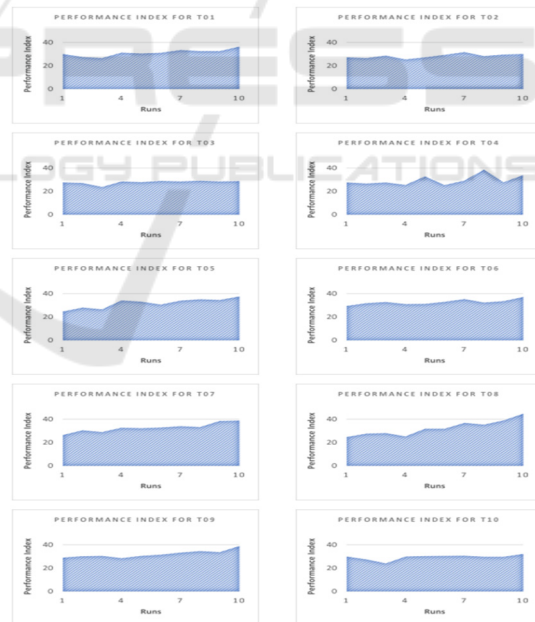 PRESS
LOGY PUBLICATIONS
PERFORMANCE INDEX FOR T01
Performance Index
40
20
0
1 4 7 10
Runs
PERFORMANCE INDEX FOR T02
Performance Index
40
20
0
1 4 7 10
Runs
PERFORMANCE INDEX FOR T03
Performance Index
40
20
0
1 4 7 10
Runs
PERFORMANCE INDEX FOR T04
Performance Index
40
20
0
1 4 7 10
Runs
PERFORMANCE INDEX FOR T05
Performance Index
40
20
0
1 4 7 10
Runs
PERFORMANCE INDEX FOR T06
Performance Index
40
20
0
1 4 7 10
Runs
PERFORMANCE INDEX FOR T07
Performance Index
40
20
0
1 4 7 10
Runs
PERFORMANCE INDEX FOR T08
Performance Index
40
20
0
1 4 7 10
Runs
PERFORMANCE INDEX FOR T09
Performance Index
40
20
0
1 4 7 10
PERFORMANCE INDEX FOR T10
Performance Index
40
20
0
1 4 7 10